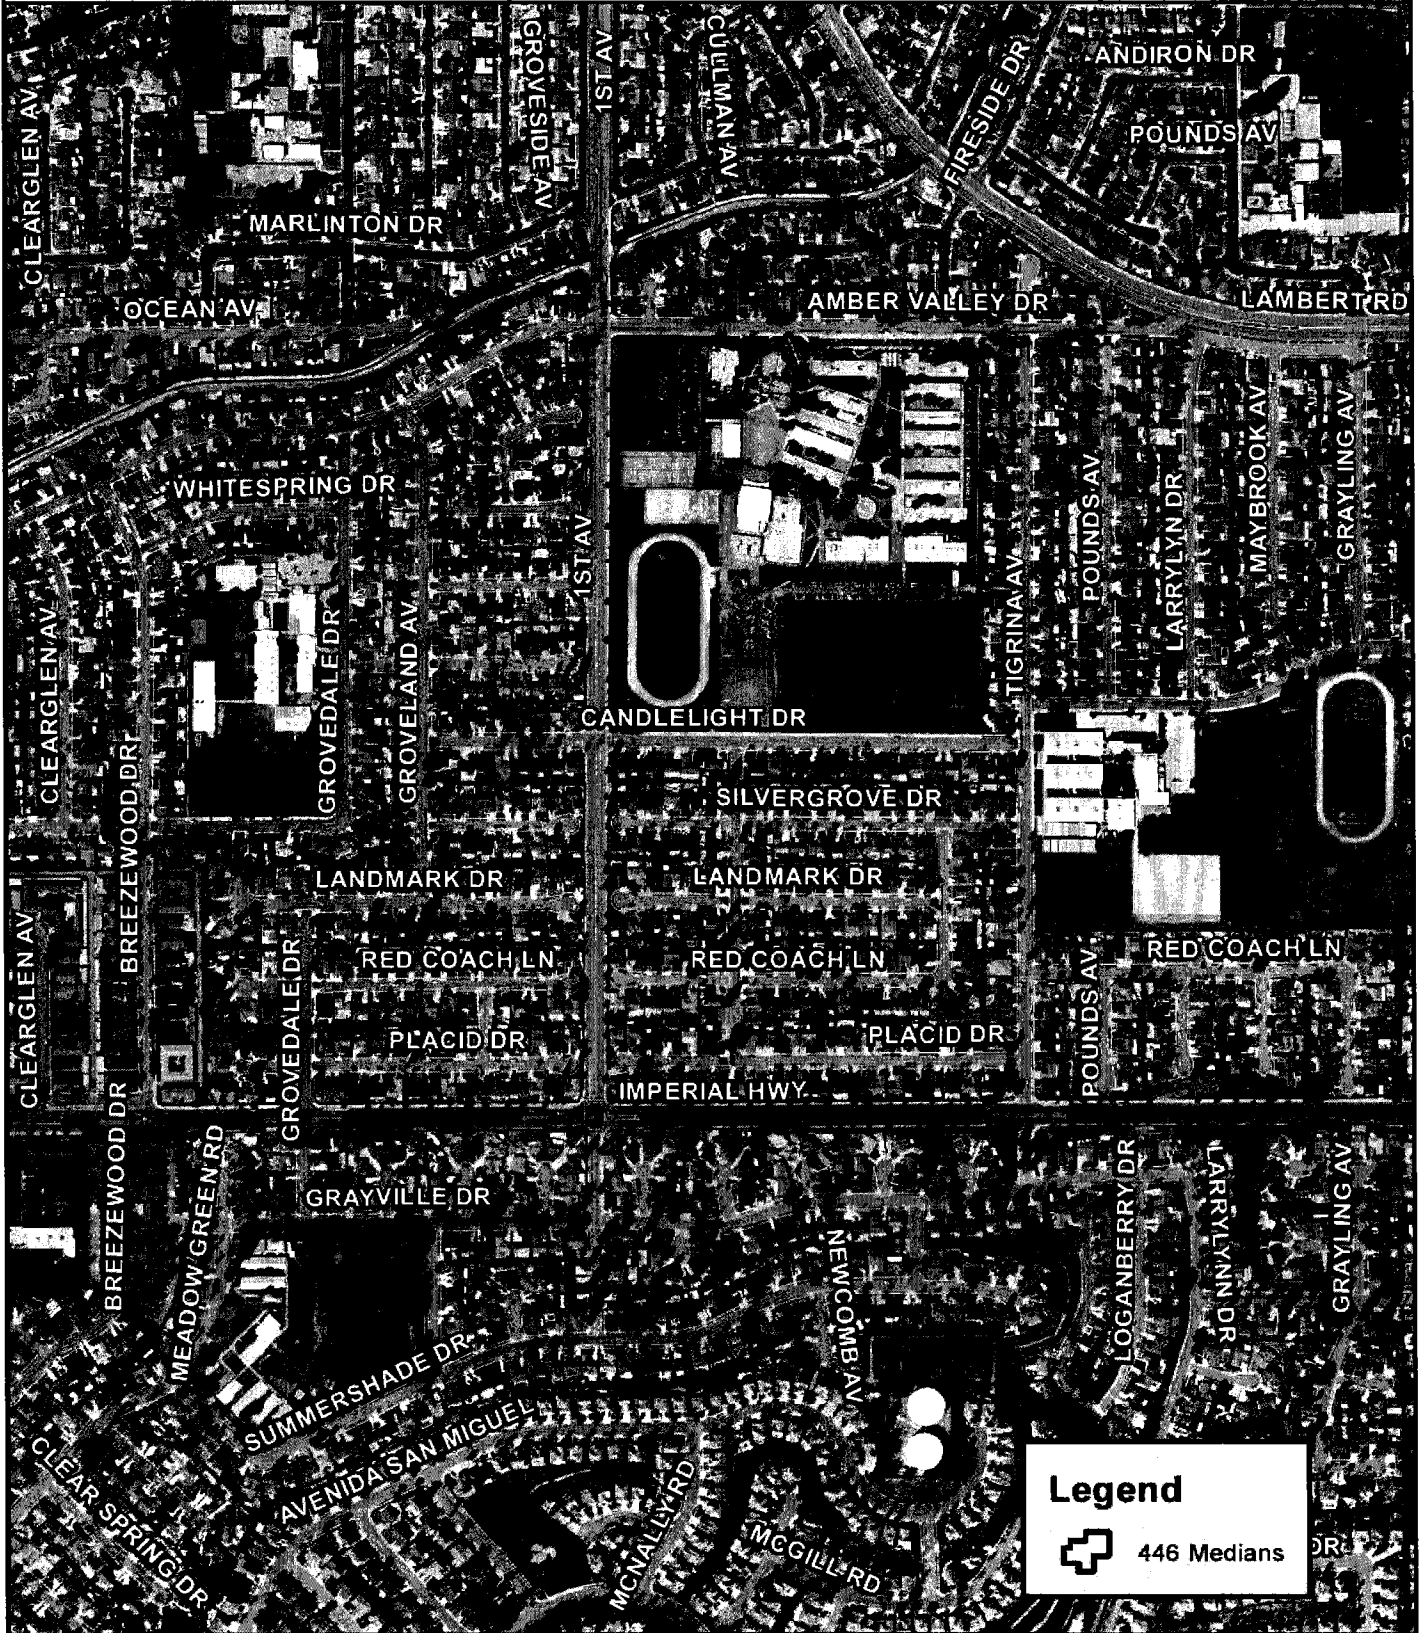 CLEARGLEN AV
GROVESIDE AV
1ST AV
CULLMAN AV
FIRESIDE DR
ANDIRON DR
POUNDS AV
MARLINTON DR
OCEAN AV
AMBER VALLEY DR
LAMBERT RD
WHITESPRING DR
1ST AV
POUNDS AV
LARRYLYN DR
MAYBROOK AV
GRAYLING AV
CLEARGLEN AV
BREEZEWOOD DR
GROVEDALE DR
GROVELAND AV
TIGRINA AV
CANDLELIGHT DR
SILVERGROVE DR
LANDMARK DR
LANDMARK DR
CLEARGLEN AV
GROVEDALE DR
RED COACH LN
RED COACH LN
RED COACH LN
POUNDS AV
PLACID DR
PLACID DR
IMPERIAL HWY
BREEZEWOOD DR
MEADOW GREEN RD
GRAYVILLE DR
NEWCOMB AV
LOGANBERRY DR
LARRYLYNN DR
GRAYLING AV
SUMMERSHADE DR
AVENIDA SAN MIGUEL
CLEAR SPRING DR
MCNALLY RD
MCGILL RD
DR
Legend
446 Medians